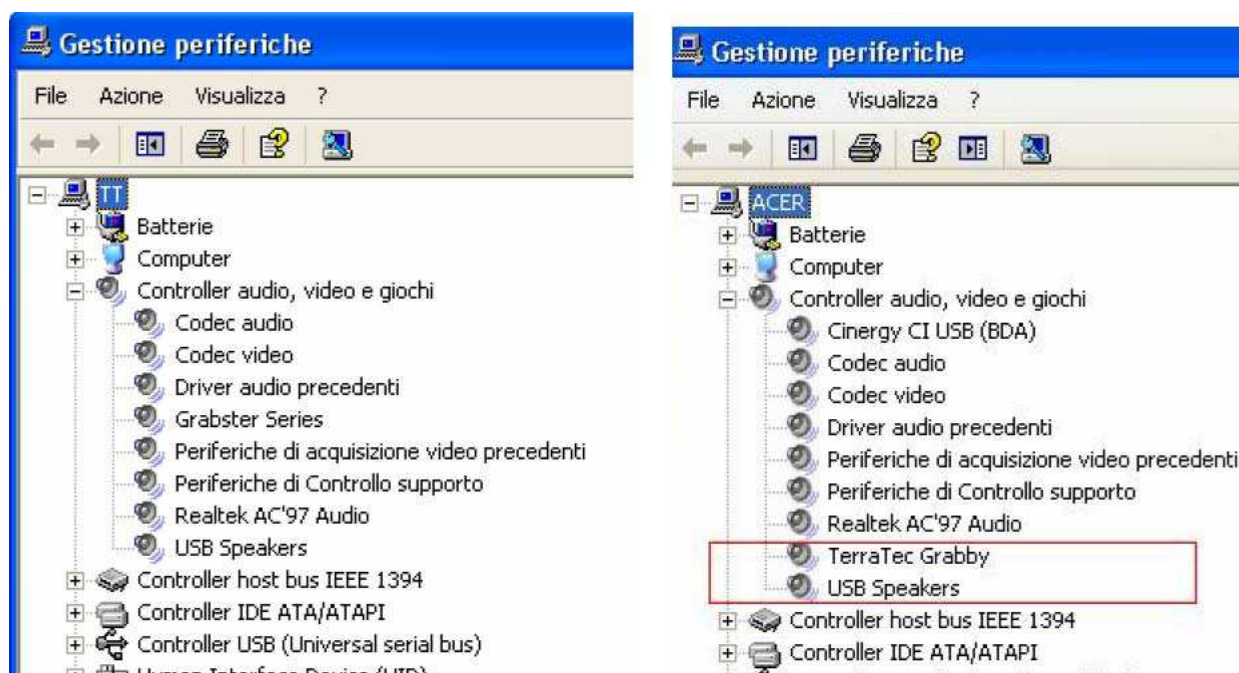 Gestione periferiche
File Azione Visualizza ?
TT
Batterie
Computer
Controller audio, video e giochi
Codec audio
Codec video
Driver audio precedenti
Grabster Series
Periferiche di acquisizione video precedenti
Periferiche di Controllo supporto
Realtek AC'97 Audio
USB Speakers
Controller host bus IEEE 1394
Controller IDE ATA/ATAPI
Controller USB (Universal serial bus)
Human Interface Device (HID)
Gestione periferiche
File Azione Visualizza ?
ACER
Batterie
Computer
Controller audio, video e giochi
Cinergy CI USB (BDA)
Codec audio
Codec video
Driver audio precedenti
Periferiche di acquisizione video precedenti
Periferiche di Controllo supporto
Realtek AC'97 Audio
TerraTec Grabby
USB Speakers
Controller host bus IEEE 1394
Controller IDE ATA/ATAPI